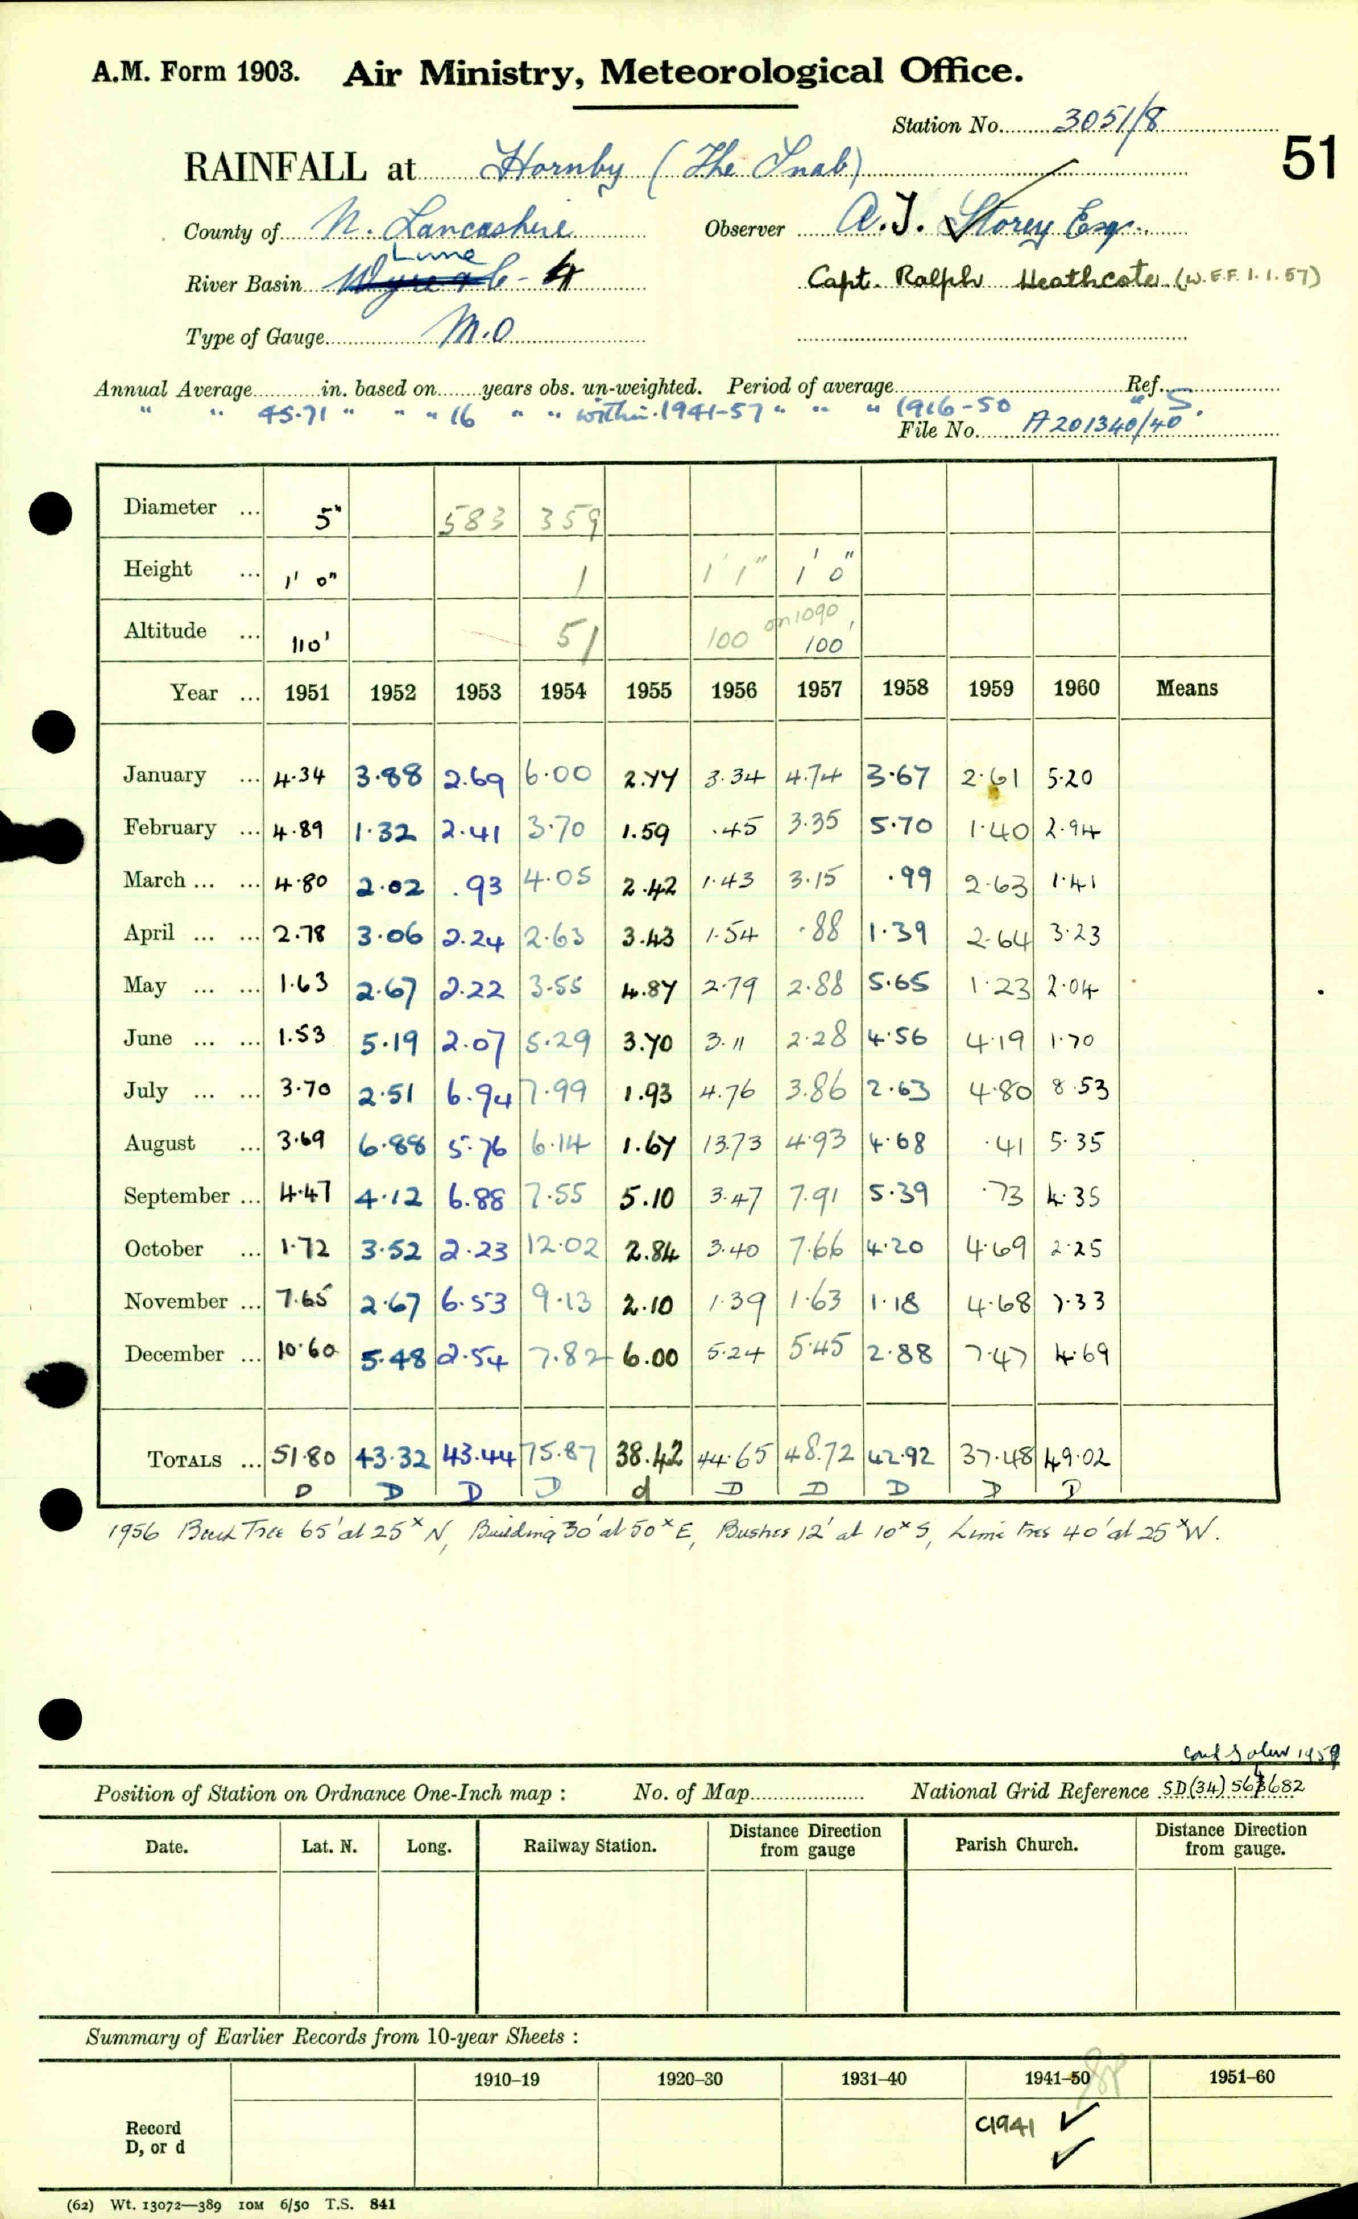 A.M. Form 1903. Air Ministry, Meteorological Office.
Station No. 3051/8
51
RAINFALL at Hornby (The Snab)
County of N. Lancashire Observer A.J. Storey Esq.
Lune
River Basin Wyre - 4 Capt. Ralph Heathcote (W.E.F. 1.1.57)
Type of Gauge M.O
Annual Average in. based on years obs. un-weighted. Period of average Ref.
" " 45.71 " " " 16 " " within 1941-57 " " " 1916-50 " S.
File No. A201340/40
Diameter ... 5" 583 359
Height ... 1' 0" 1 1' 1" 1' 0"
on 1090
Altitude ... 110' 51 100 100'
Year ... 1951 1952 1953 1954 1955 1956 1957 1958 1959 1960 Means
January ... 4.34 3.88 2.69 6.00 2.77 3.34 4.74 3.67 2.61 5.20
February ... 4.89 1.32 2.41 3.70 1.59 .45 3.35 5.70 1.40 2.94
March ... ... 4.80 2.02 .93 4.05 2.42 1.43 3.15 .99 2.63 1.41
April ... ... 2.78 3.06 2.24 2.63 3.43 1.54 .88 1.39 2.64 3.23
May ... ... 1.63 2.67 2.22 3.55 4.87 2.79 2.88 5.65 1.23 2.04
June ... ... 1.53 5.19 2.07 5.29 3.70 3.11 2.28 4.56 4.19 1.70
July ... ... 3.70 2.51 6.94 7.99 1.93 4.76 3.86 2.63 4.80 8.53
August ... 3.69 6.88 5.76 6.14 1.67 13.73 4.93 4.68 .41 5.35
September ... 4.47 4.12 6.88 7.55 5.10 3.47 7.91 5.39 .73 4.35
October ... 1.72 3.52 2.23 12.02 2.84 3.40 7.66 4.20 4.69 2.25
November ... 7.65 2.67 6.53 9.13 2.10 1.39 1.63 1.18 4.68 7.33
December ... 10.60 5.48 2.54 7.82 6.00 5.24 5.45 2.88 7.47 4.69
TOTALS ... 51.80 43.32 43.44 75.87 38.42 44.65 48.72 42.92 37.48 49.02
D D D D d D D D D D
1956 Beech Tree 65' at 25x N, Building 30' at 50x E, Bushes 12' at 10x S, Lime Tree 40' at 25x W.
1959
Position of Station on Ordnance One-Inch map : No. of Map National Grid Reference SD(34)564682
Date. Lat. N. Long. Railway Station. Distance from Direction gauge Parish Church. Distance from Direction gauge.
Summary of Earlier Records from 10-year Sheets :
1910–19 1920–30 1931–40 1941–50 1951–60
Record C1941 ✓
D, or d ✓
(62) Wt. 13072—389 10M 6/50 T.S. 841